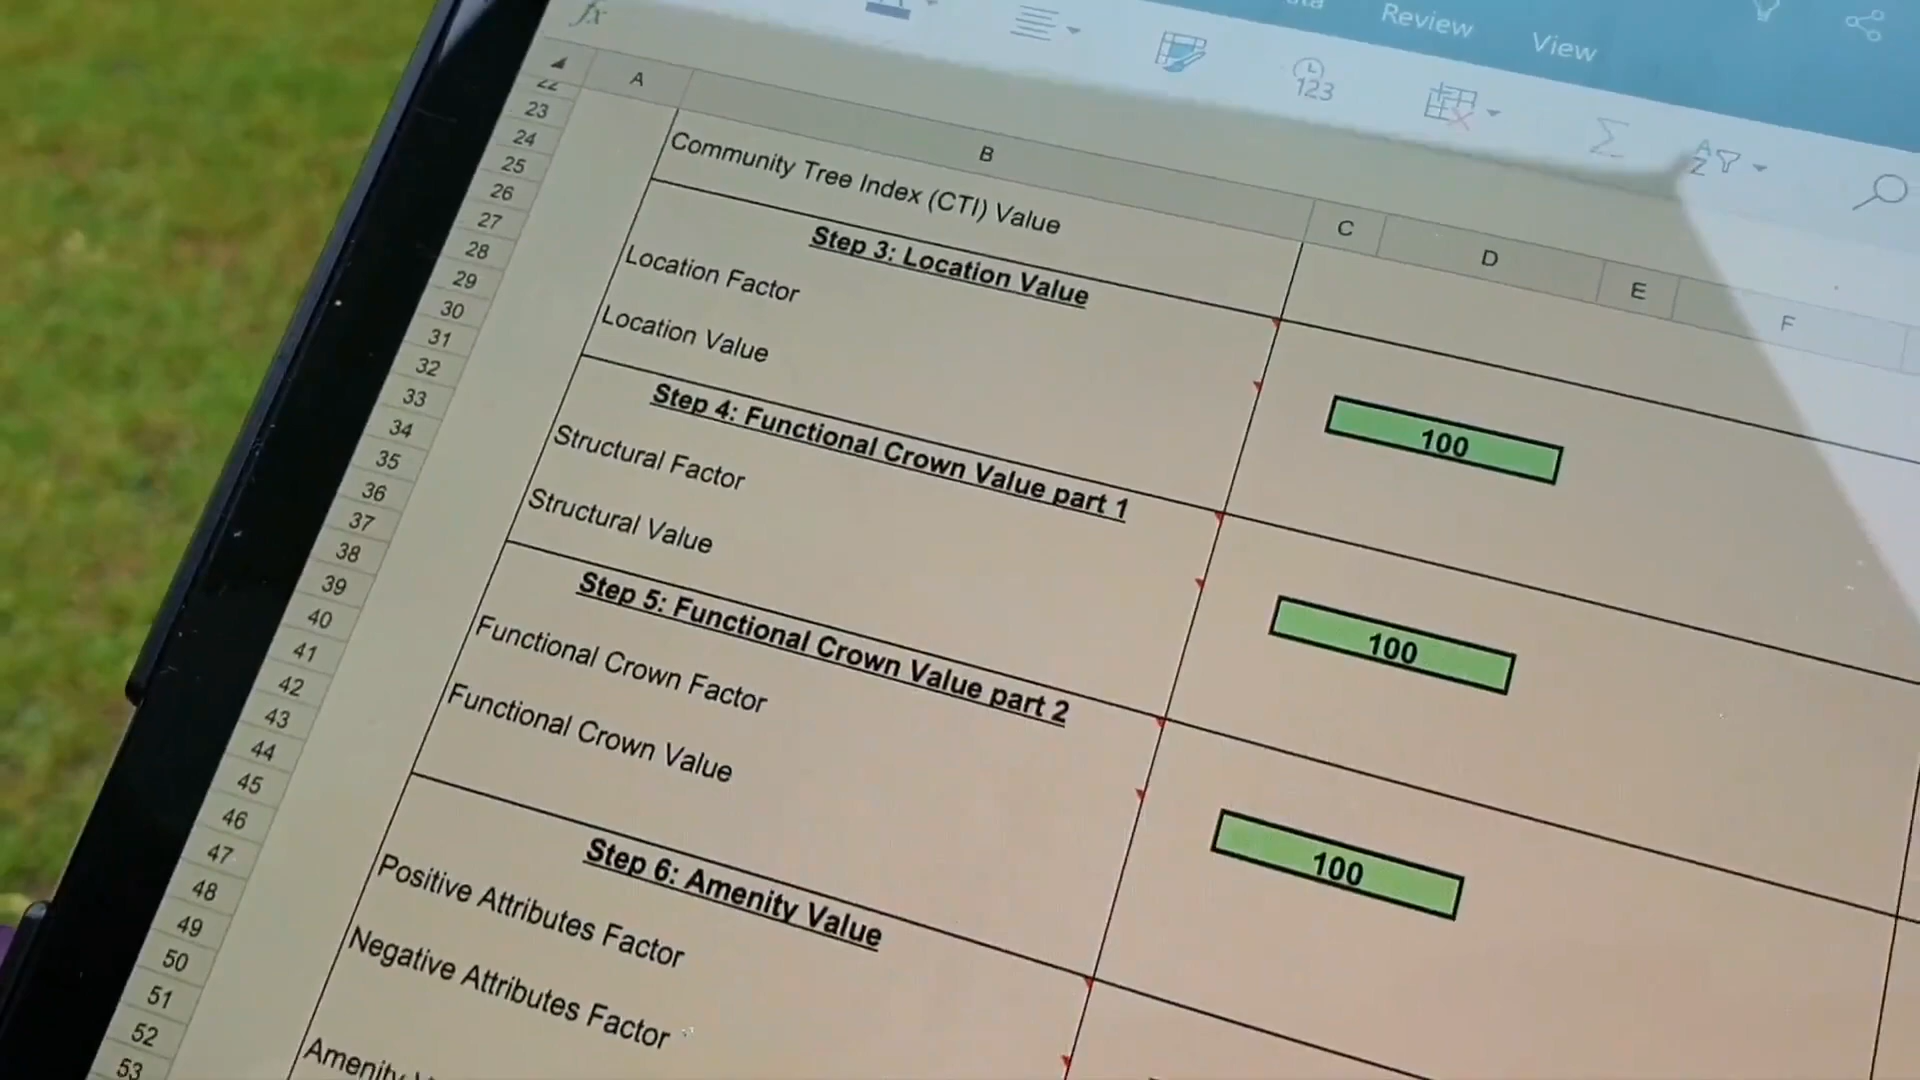 Review
View
fx
123
A
B
C
D
E
F
22
23
24
25
26
27
28
29
30
31
32
33
34
35
36
37
38
39
40
41
42
43
44
45
46
47
48
49
50
51
52
53
Community Tree Index (CTI) Value
Step 3: Location Value
Location Factor
100
Location Value
Step 4: Functional Crown Value part 1
Structural Factor
100
Structural Value
Step 5: Functional Crown Value part 2
Functional Crown Factor
100
Functional Crown Value
Step 6: Amenity Value
Positive Attributes Factor
Negative Attributes Factor
Amenity